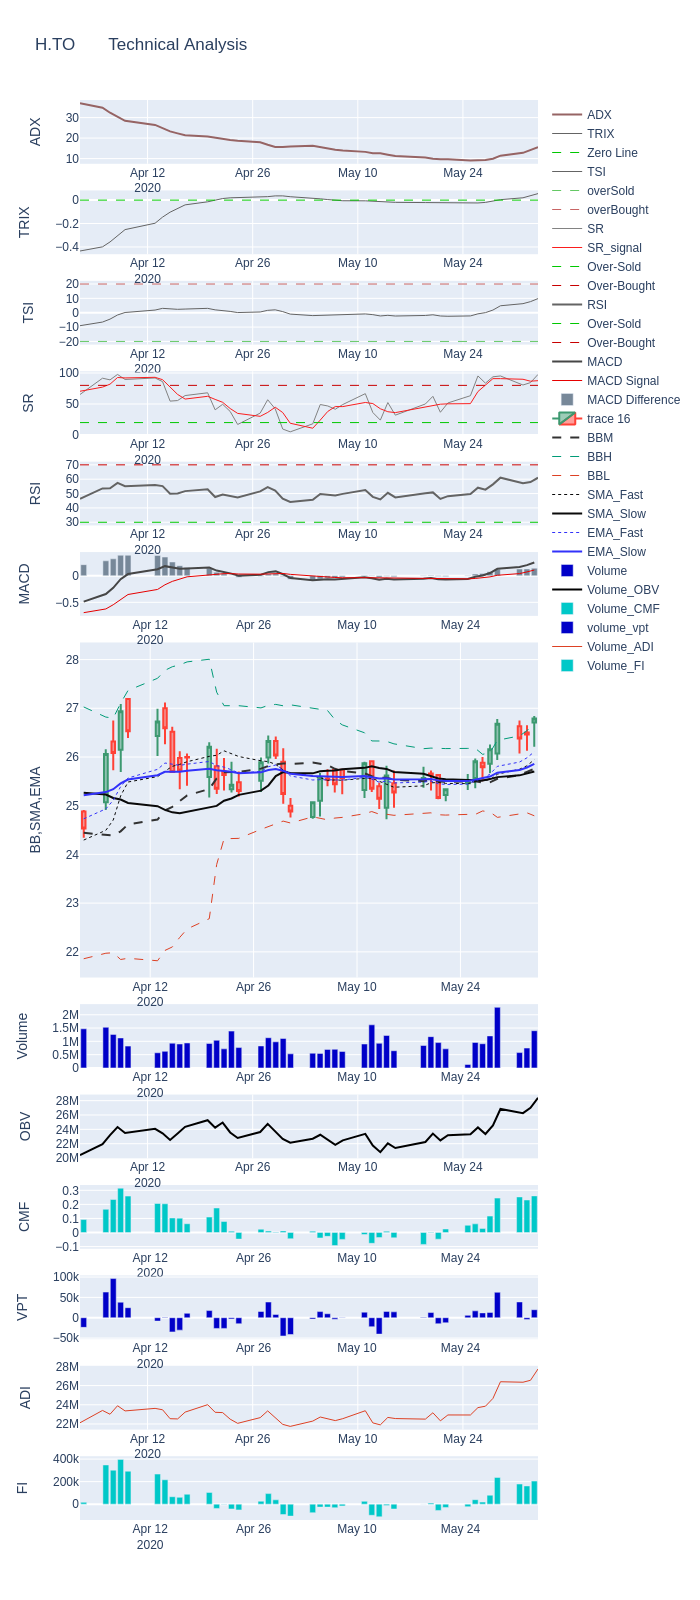 H.TO Technical Analysis
ADX
30
20
10
Apr 12
2020
Apr 26
May 10
May 24
TRIX
0
−0.2
−0.4
Apr 12
2020
Apr 26
May 10
May 24
TSI
20
10
0
−10
−20
Apr 12
2020
Apr 26
May 10
May 24
SR
100
50
0
Apr 12
2020
Apr 26
May 10
May 24
RSI
70
60
50
40
30
Apr 12
2020
Apr 26
May 10
May 24
MACD
0
−0.5
Apr 12
2020
Apr 26
May 10
May 24
BB,SMA,EMA
28
27
26
25
24
23
22
Apr 12
2020
Apr 26
May 10
May 24
Volume
2M
1.5M
1M
0.5M
0
Apr 12
2020
Apr 26
May 10
May 24
OBV
28M
26M
24M
22M
20M
Apr 12
2020
Apr 26
May 10
May 24
CMF
0.3
0.2
0.1
0
−0.1
Apr 12
2020
Apr 26
May 10
May 24
VPT
100k
50k
0
−50k
Apr 12
2020
Apr 26
May 10
May 24
ADI
28M
26M
24M
22M
Apr 12
2020
Apr 26
May 10
May 24
FI
400k
200k
0
Apr 12
2020
Apr 26
May 10
May 24
ADX
TRIX
Zero Line
TSI
overSold
overBought
SR
SR_signal
Over-Sold
Over-Bought
RSI
Over-Sold
Over-Bought
MACD
MACD Signal
MACD Difference
trace 16
BBM
BBH
BBL
SMA_Fast
SMA_Slow
EMA_Fast
EMA_Slow
Volume
Volume_OBV
Volume_CMF
volume_vpt
Volume_ADI
Volume_FI